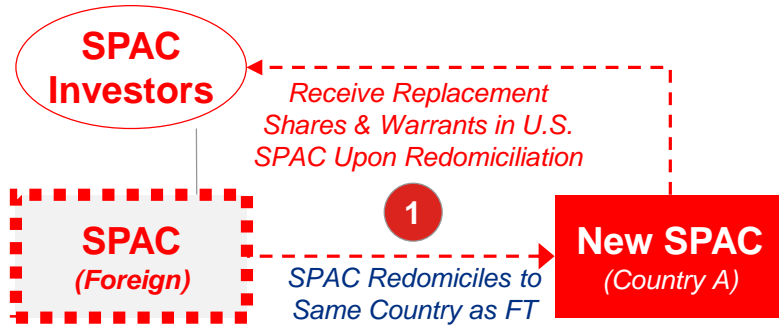 SPAC
Investors
Receive Replacement
Shares & Warrants in U.S.
SPAC Upon Redomiciliation
1
SPAC
(Foreign)
New SPAC
(Country A)
SPAC Redomiciles to
Same Country as FT